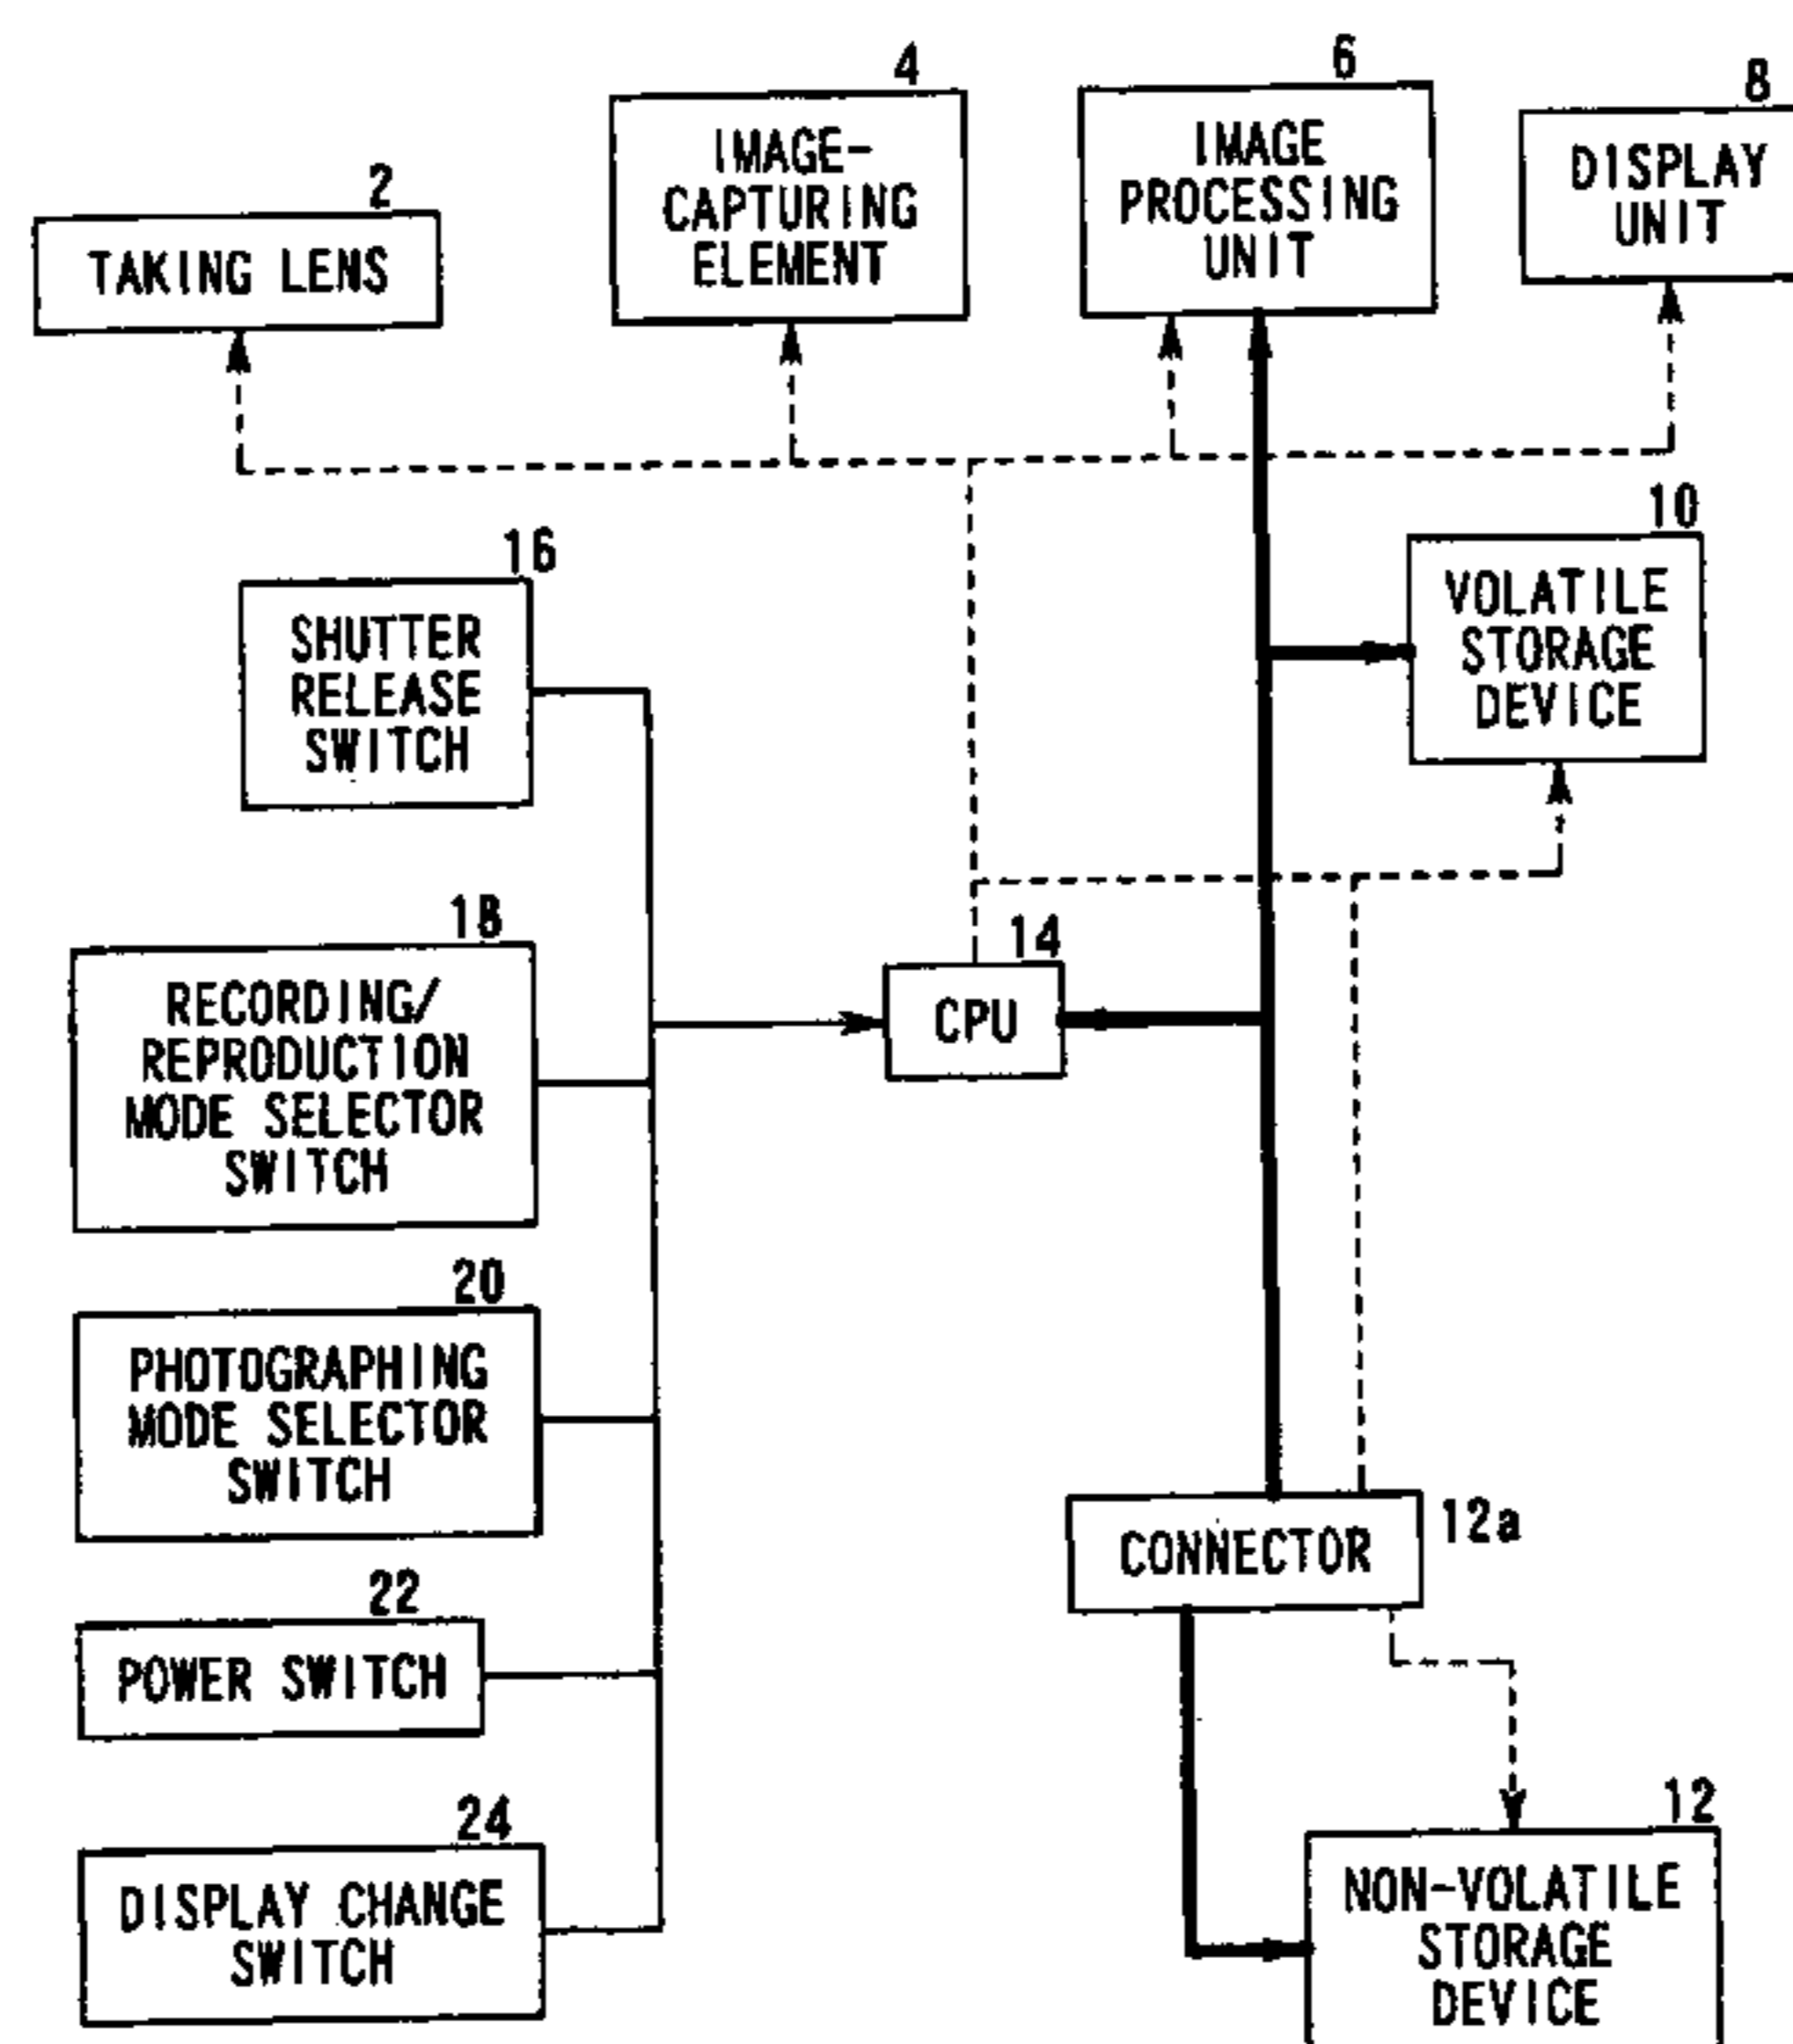 4
IMAGE-
CAPTURING
ELEMENT
6
IMAGE
PROCESSING
UNIT
8
DISPLAY
UNIT
2
TAKING LENS
10
VOLATILE
STORAGE
DEVICE
16
SHUTTER
RELEASE
SWITCH
18
RECORDING/
REPRODUCTION
MODE SELECTOR
SWITCH
14
CPU
20
PHOTOGRAPHING
MODE SELECTOR
SWITCH
CONNECTOR
12a
22
POWER SWITCH
24
DISPLAY CHANGE
SWITCH
12
NON-VOLATILE
STORAGE
DEVICE